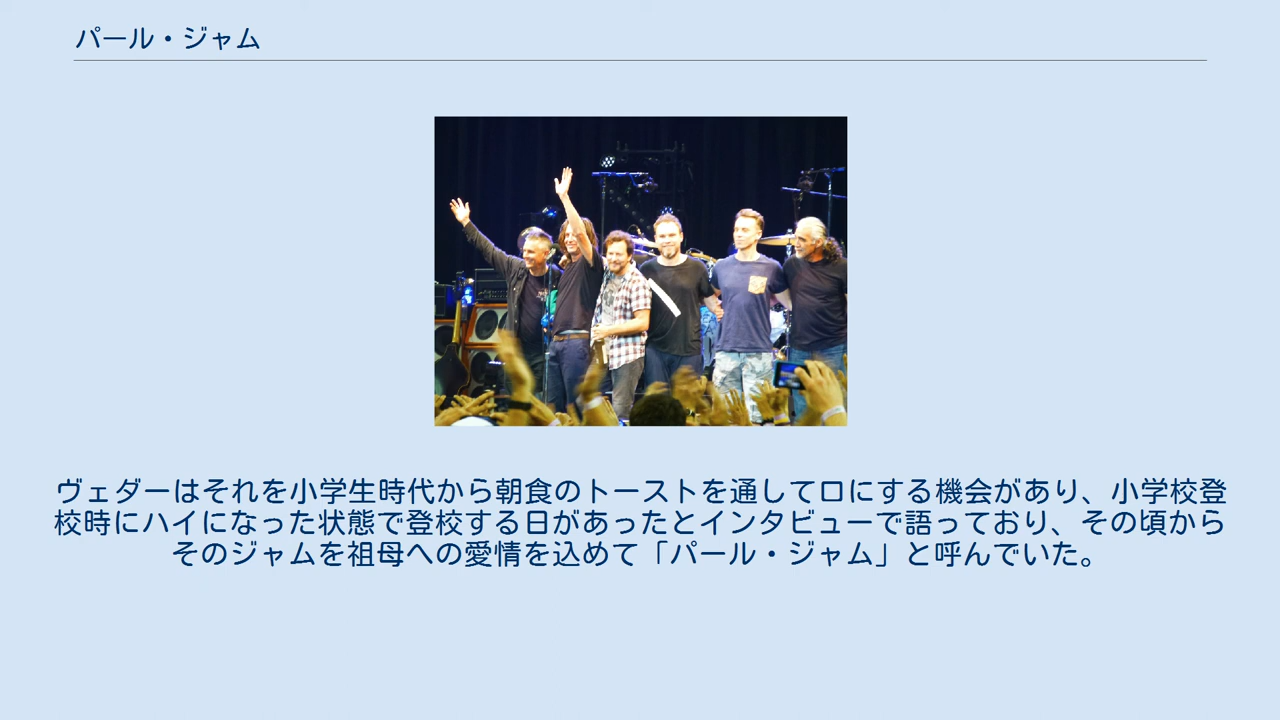 パール・ジャム
ヴェダーはそれを小学生時代から朝食のトーストを通して口にする機会があり、小学校登
校時にハイになった状態で登校する日があったとインタビューで語っており、その頃から
そのジャムを祖母への愛情を込めて「パール・ジャム」と呼んでいた。